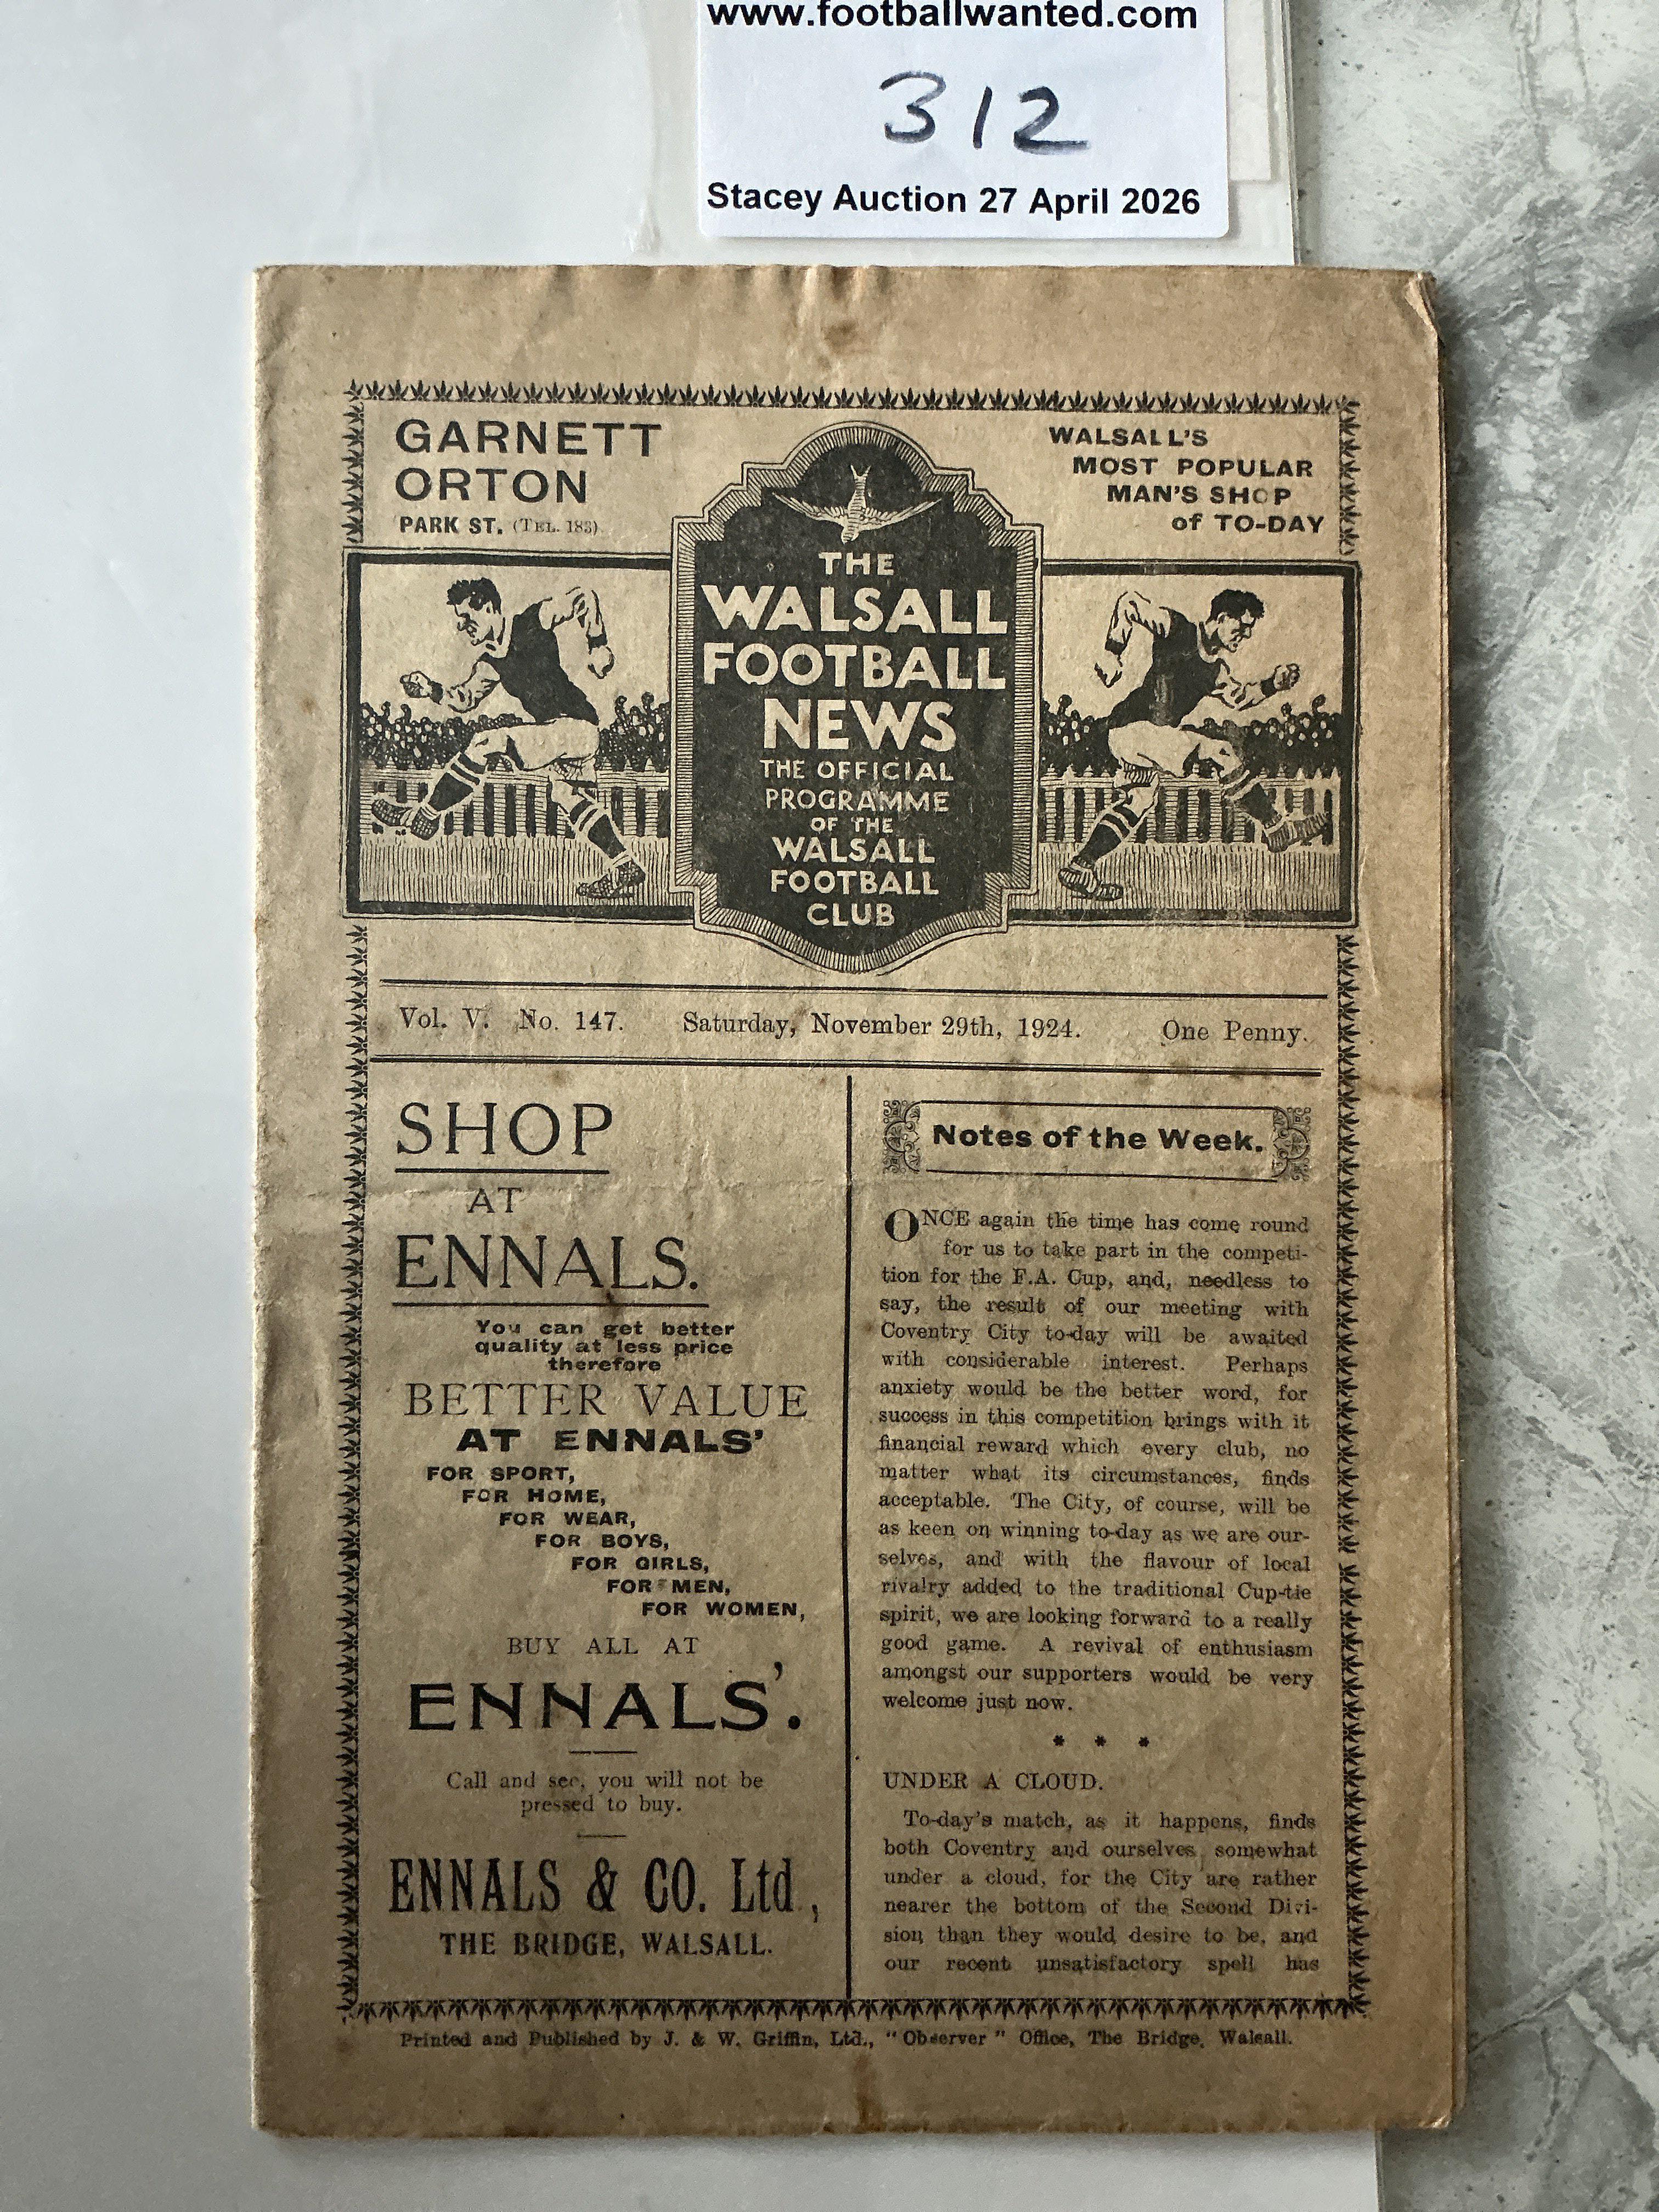 www.footballwanted.com
312
Stacey Auction 27 April 2026
GARNETT
ORTON
PARK ST. (TEL. 183)
WALSALL'S
MOST POPULAR
MAN'S SHOP
of TO-DAY
THE
WALSALL
FOOTBALL
NEWS
THE OFFICIAL
PROGRAMME
OF THE
WALSALL
FOOTBALL
CLUB
Vol. V. No. 147. Saturday, November 29th, 1924. One Penny.
SHOP
AT
ENNALS.
You can get better
quality at less price
therefore
BETTER VALUE
AT ENNALS'
FOR SPORT,
FOR HOME,
FOR WEAR,
FOR BOYS,
FOR GIRLS,
FOR MEN,
FOR WOMEN,
BUY ALL AT
ENNALS'.
Call and see, you will not be
pressed to buy.
ENNALS & CO. Ltd.,
THE BRIDGE, WALSALL.
Notes of the Week.
ONCE again the time has come round
for us to take part in the competi-
tion for the F.A. Cup, and, needless to
say, the result of our meeting with
Coventry City to-day will be awaited
with considerable interest. Perhaps
anxiety would be the better word, for
success in this competition brings with it
financial reward which every club, no
matter what its circumstances, finds
acceptable. The City, of course, will be
as keen on winning to-day as we are our-
selves, and with the flavour of local
rivalry added to the traditional Cup-tie
spirit, we are looking forward to a really
good game. A revival of enthusiasm
amongst our supporters would be very
welcome just now.
* * *
UNDER A CLOUD.
To-day's match, as it happens, finds
both Coventry and ourselves somewhat
under a cloud, for the City are rather
nearer the bottom of the Second Divi-
sion than they would desire to be, and
our recent unsatisfactory spell has
Printed and Published by J. & W. Griffin, Ltd., "Observer" Office, The Bridge, Walsall.